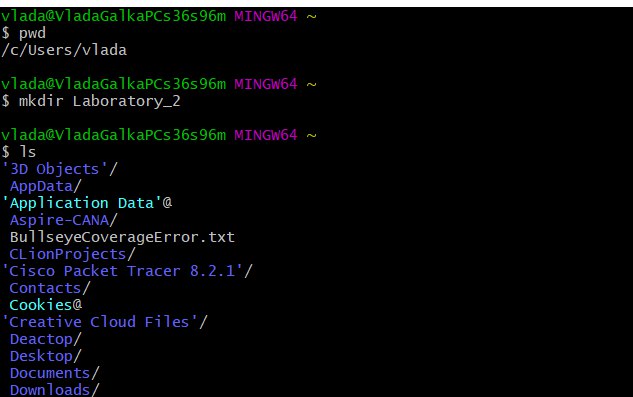 vlada@VladaGalkaPCs36s96m MINGW64 ~
$ pwd
/c/Users/vlada

vlada@VladaGalkaPCs36s96m MINGW64 ~
$ mkdir Laboratory_2

vlada@VladaGalkaPCs36s96m MINGW64 ~
$ ls
'3D Objects'/
 AppData/
'Application Data'@
 Aspire-CANA/
 BullseyeCoverageError.txt
 CLionProjects/
'Cisco Packet Tracer 8.2.1'/
 Contacts/
 Cookies@
'Creative Cloud Files'/
 Deactop/
 Desktop/
 Documents/
 Downloads/